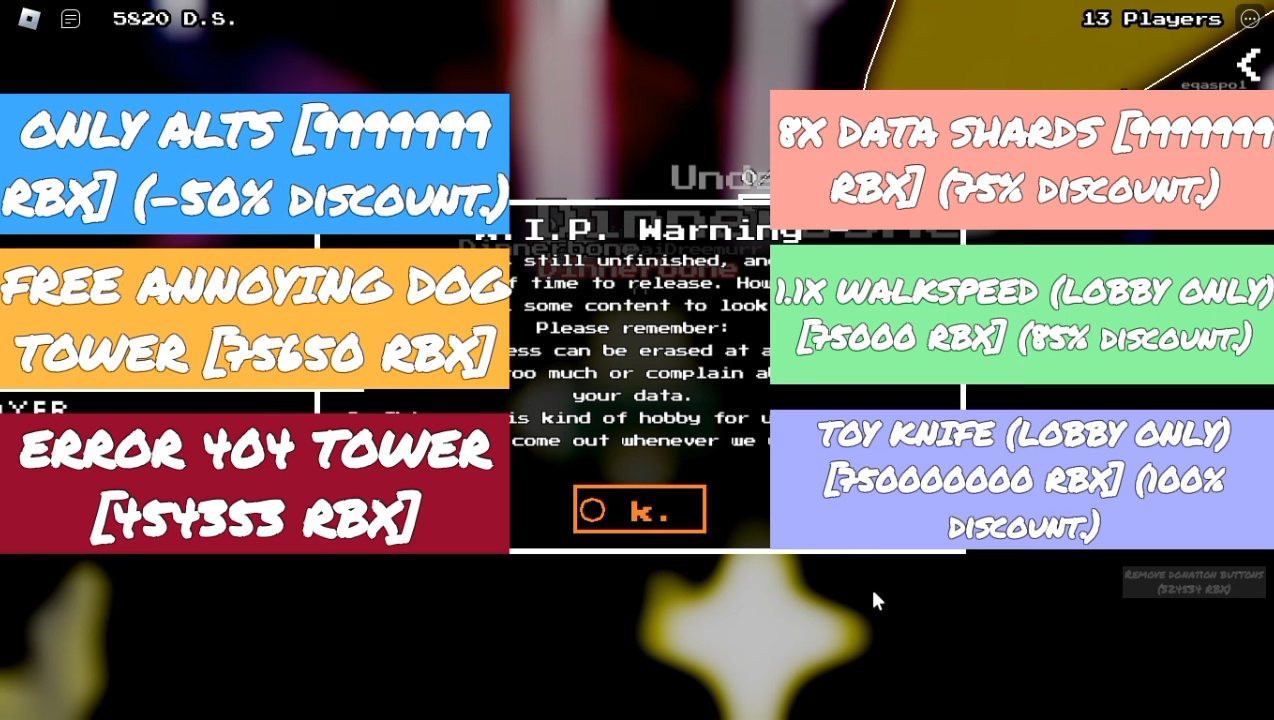 5820 D.S.
13 Players
eqaspol
ONLY ALTS [9999999
RBX] (-50% DISCOUNT.)
8X DATA SHARDS [9999999
RBX] (75% DISCOUNT.)
I.P. Warning
still unfinished, and
FREE ANNOYING DOG
TOWER [75650 RBX]
of time to release. How
some content to look
Please remember:
1.1X WALKSPEED (LOBBY ONLY)
[75000 RBX] (85% DISCOUNT.)
ess can be erased at a
too much or complain a
your data.
is kind of hobby for u
come out whenever we
ERROR 404 TOWER
[454353 RBX]
TOY KNIFE (LOBBY ONLY)
[750000000 RBX] (100%
DISCOUNT.)
k.
REMOVE DONATION BUTTONS
(324534 RBX)